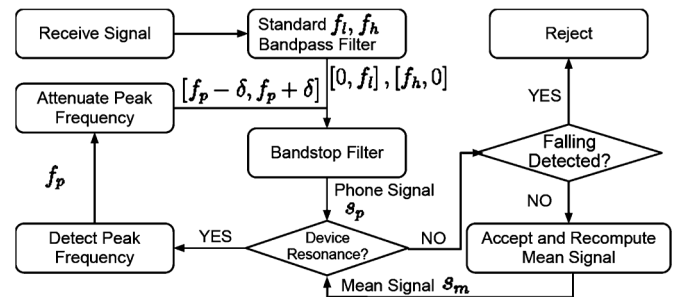 Receive Signal
Standard f_l, f_h
Bandpass Filter
Reject
[f_p − δ, f_p + δ]
[0, f_l] , [f_h, 0]
Attenuate Peak
Frequency
YES
Bandstop Filter
Falling
Detected?
f_p
Phone Signal
s_p
NO
Detect Peak
Frequency
YES
Device
Resonance?
NO
Accept and Recompute
Mean Signal
Mean Signal s_m